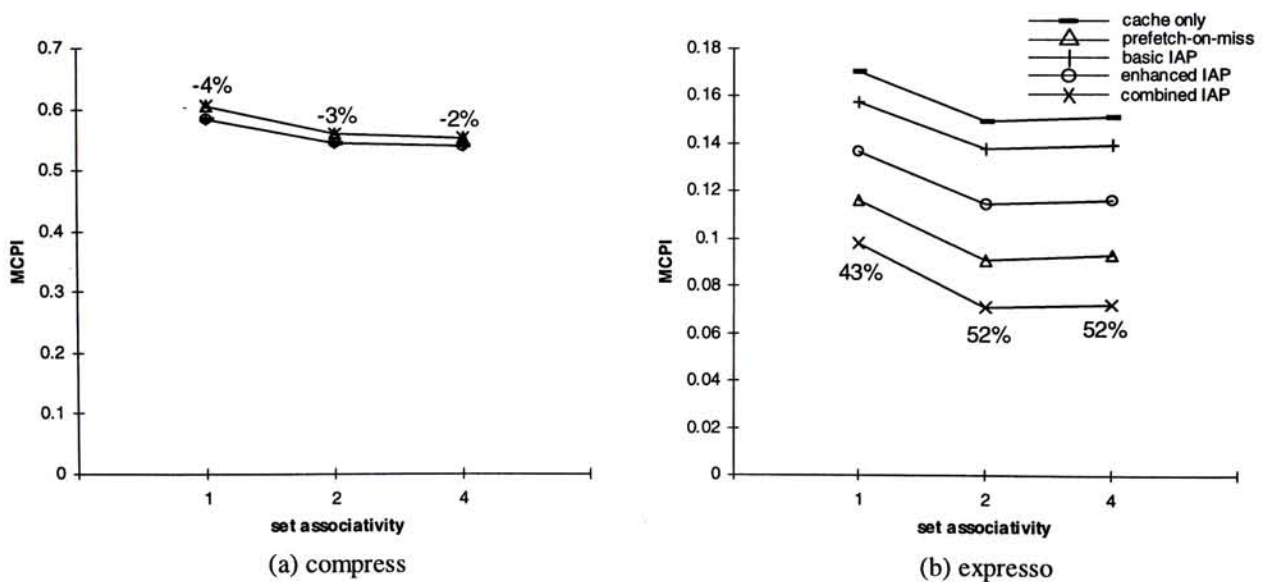 0.7
0.6
0.5
0.4
0.3
0.2
0.1
0
MCPI
-4%
-3%
-2%
1 2 4
set associativity
(a) compress
cache only
prefetch-on-miss
basic IAP
enhanced IAP
combined IAP
0.18
0.16
0.14
0.12
0.1
0.08
0.06
0.04
0.02
0
MCPI
43%
52%
52%
1 2 4
set associativity
(b) expresso